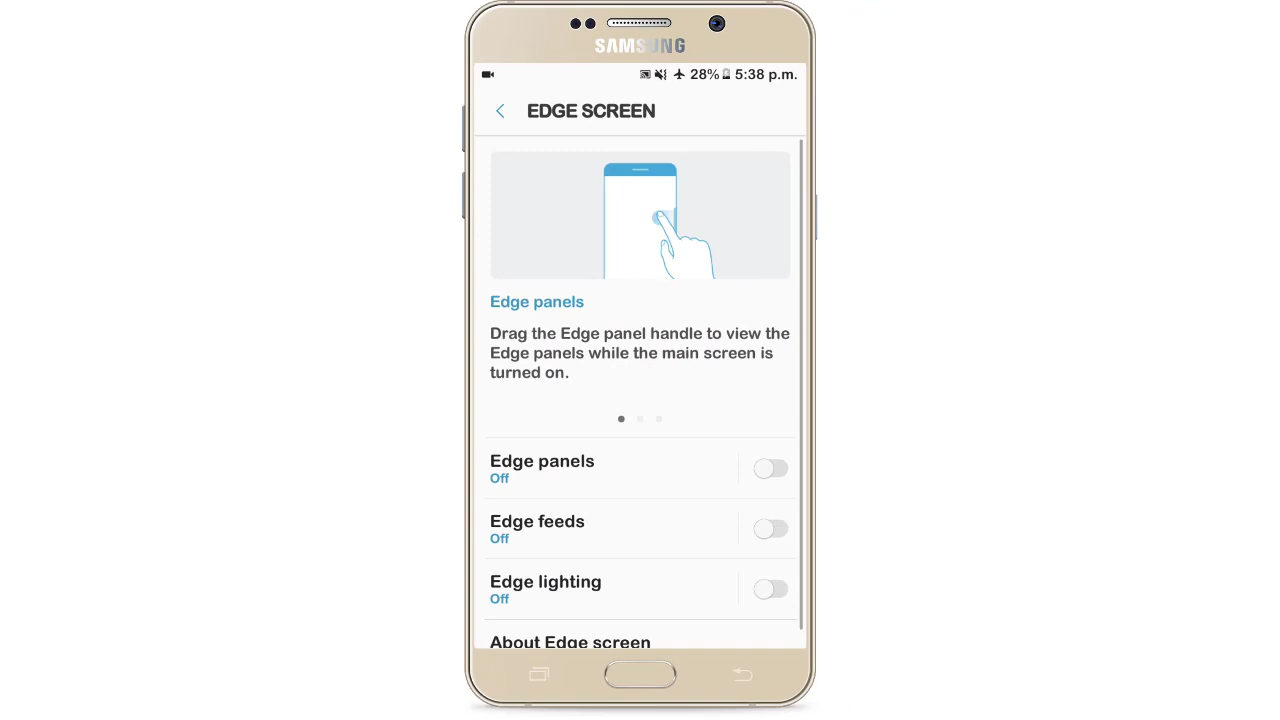 SAMSUNG
28% 5:38 p.m.
EDGE SCREEN
Edge panels
Drag the Edge panel handle to view the
Edge panels while the main screen is
turned on.
Edge panels
Off
Edge feeds
Off
Edge lighting
Off
About Edge screen